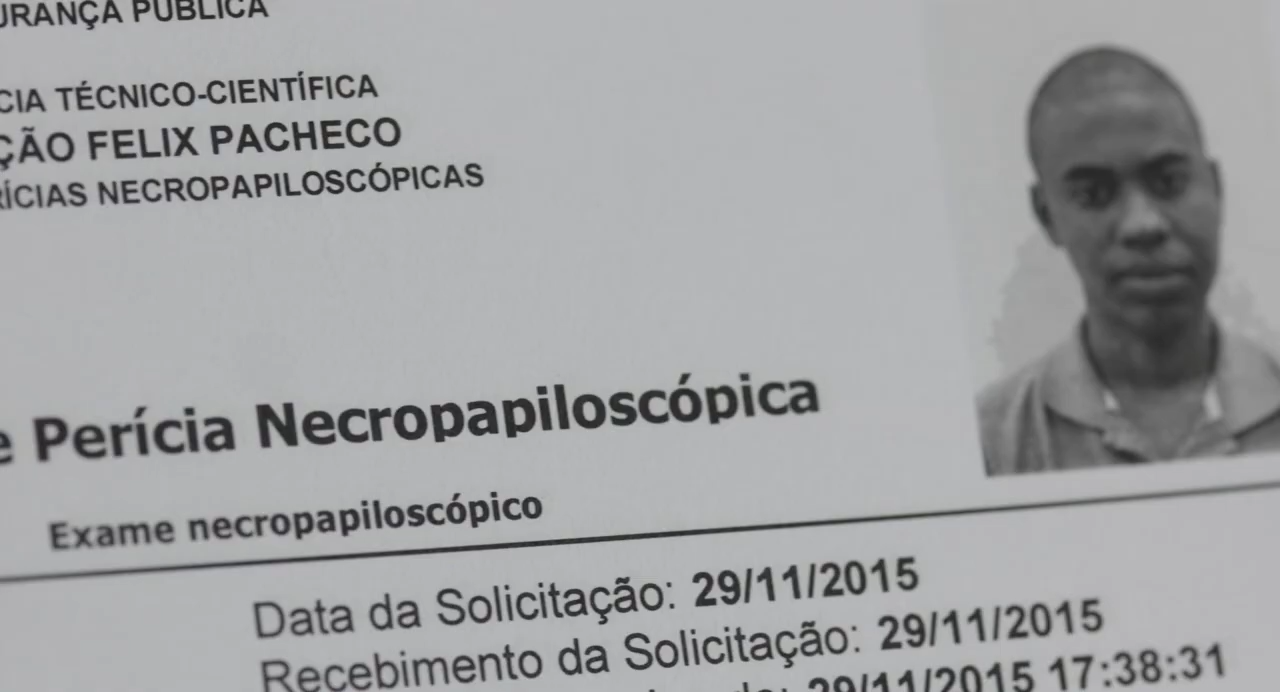 URANÇA PÚBLICA
CIA TÉCNICO-CIENTÍFICA
ÇÃO FELIX PACHECO
RÍCIAS NECROPAPILOSCÓPICAS
e Perícia Necropapiloscópica
Exame necropapiloscópico
Data da Solicitação: 29/11/2015
Recebimento da Solicitação: 29/11/2015
29/11/2015 17:38:31